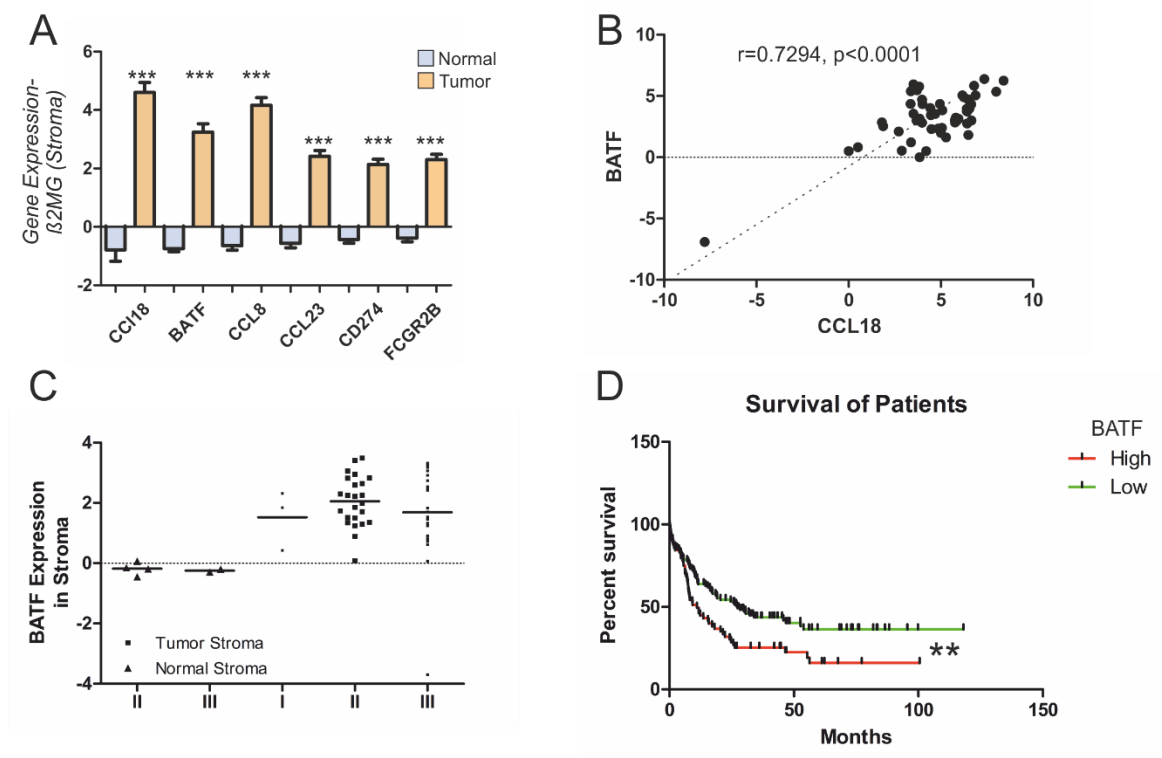 A
6
4
2
0
-2
Gene Expression-
ß2MG (Stroma)
Normal
Tumor
*** *** *** *** *** ***
CCl18 BATF CCL8 CCL23 CD274 FCGR2B
B
r=0.7294, p<0.0001
10
5
0
-5
-10
BATF
-10 -5 0 5 10
CCL18
C
4
2
0
-2
-4
BATF Expression
in Stroma
Tumor Stroma
Normal Stroma
II III I II III
D
Survival of Patients
BATF
High
Low
150
100
50
0
Percent survival
**
0 50 100 150
Months